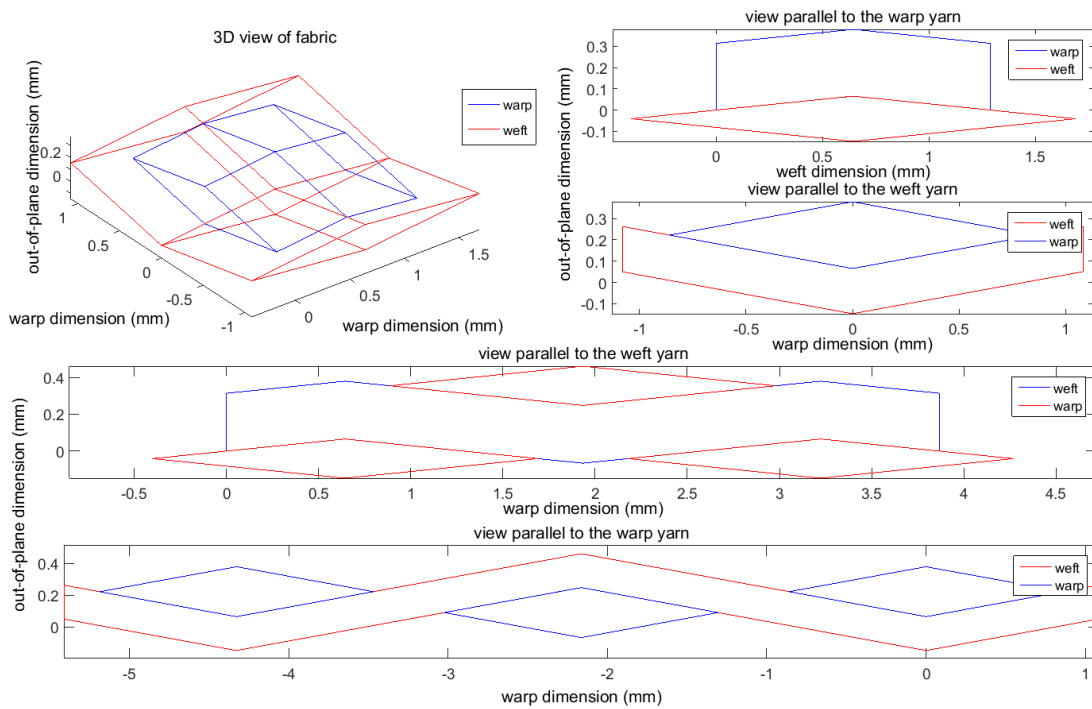 3D view of fabric
out-of-plane dimension (mm)
0.2
0
1
0.5
0
-0.5
-1
0
0.5
1
1.5
warp dimension (mm)
warp dimension (mm)
warp
weft
view parallel to the warp yarn
0.3
0.2
0.1
0
-0.1
0
0.5
1
1.5
weft dimension (mm)
warp
weft
out-of-plane dimension (mm)
view parallel to the weft yarn
0.3
0.2
0.1
0
-0.1
-1
-0.5
0
0.5
1
warp dimension (mm)
weft
warp
view parallel to the weft yarn
0.4
0.2
0
-0.5
0
0.5
1
1.5
2
2.5
3
3.5
4
4.5
warp dimension (mm)
weft
warp
out-of-plane dimension (mm)
view parallel to the warp yarn
0.4
0.2
0
-5
-4
-3
-2
-1
0
1
warp dimension (mm)
weft
warp